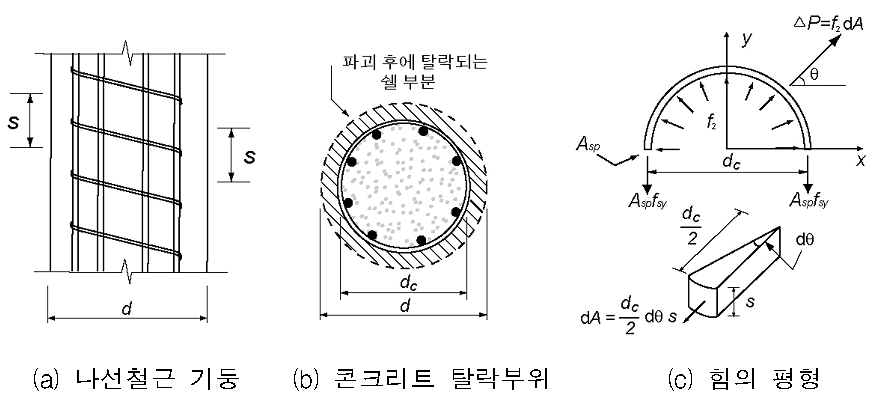 S
S
d
(a) 나선철근 기둥
파괴 후에 탈락되는
쉘 부분
dc
d
(b) 콘크리트 탈락부위
△P=f₂dA
y
θ
f₂
Asp
dc
x
Aspfsy
Aspfsy
dc/2
dθ
s
dA = dc/2 dθ s
(c) 힘의 평형